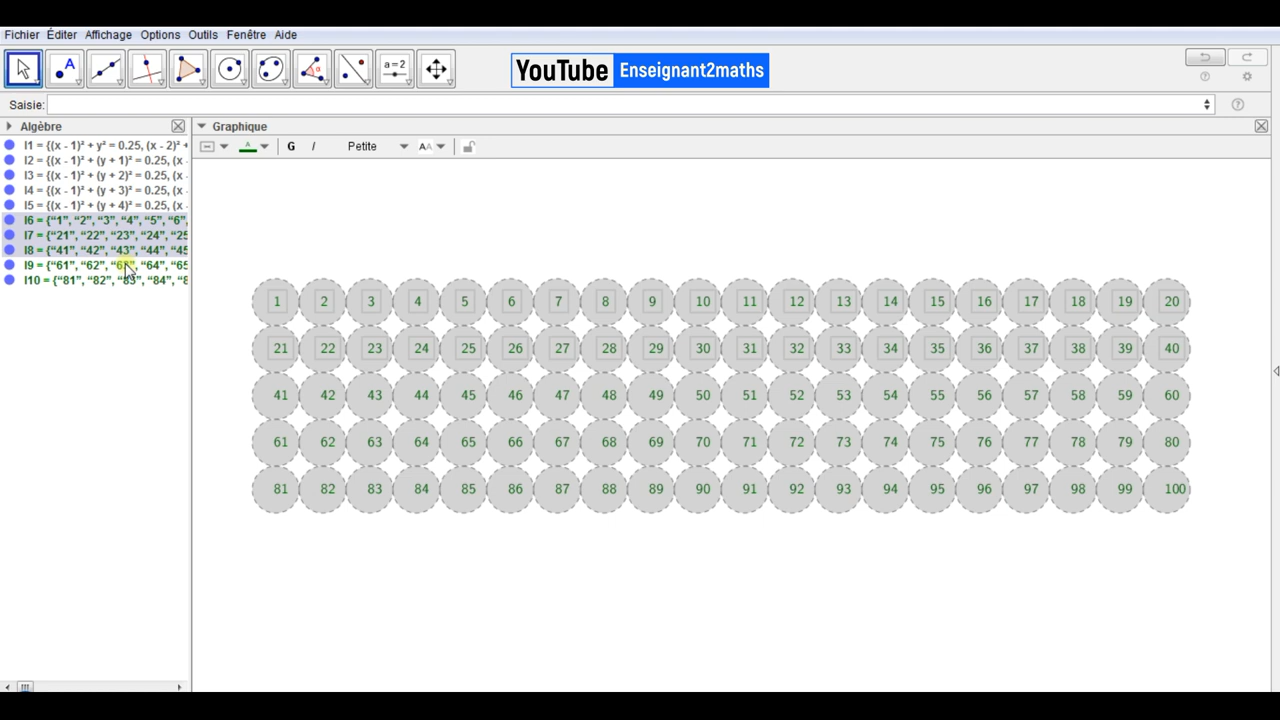 Fichier Éditer Affichage Options Outils Fenêtre Aide
A
α
a=2
YouTube Enseignant2maths
Saisie:
Algèbre
Graphique
A G I Petite AA
l1 = {(x - 1)² + y² = 0.25, (x - 2)² +
l2 = {(x - 1)² + (y + 1)² = 0.25, (x -
l3 = {(x - 1)² + (y + 2)² = 0.25, (x -
l4 = {(x - 1)² + (y + 3)² = 0.25, (x -
l5 = {(x - 1)² + (y + 4)² = 0.25, (x -
l6 = {“1”, “2”, “3”, “4”, “5”, “6”,
l7 = {“21”, “22”, “23”, “24”, “25
l8 = {“41”, “42”, “43”, “44”, “45
l9 = {“61”, “62”, “63”, “64”, “65
l10 = {“81”, “82”, “83”, “84”, “8
1 2 3 4 5 6 7 8 9 10 11 12 13 14 15 16 17 18 19 20
21 22 23 24 25 26 27 28 29 30 31 32 33 34 35 36 37 38 39 40
41 42 43 44 45 46 47 48 49 50 51 52 53 54 55 56 57 58 59 60
61 62 63 64 65 66 67 68 69 70 71 72 73 74 75 76 77 78 79 80
81 82 83 84 85 86 87 88 89 90 91 92 93 94 95 96 97 98 99 100